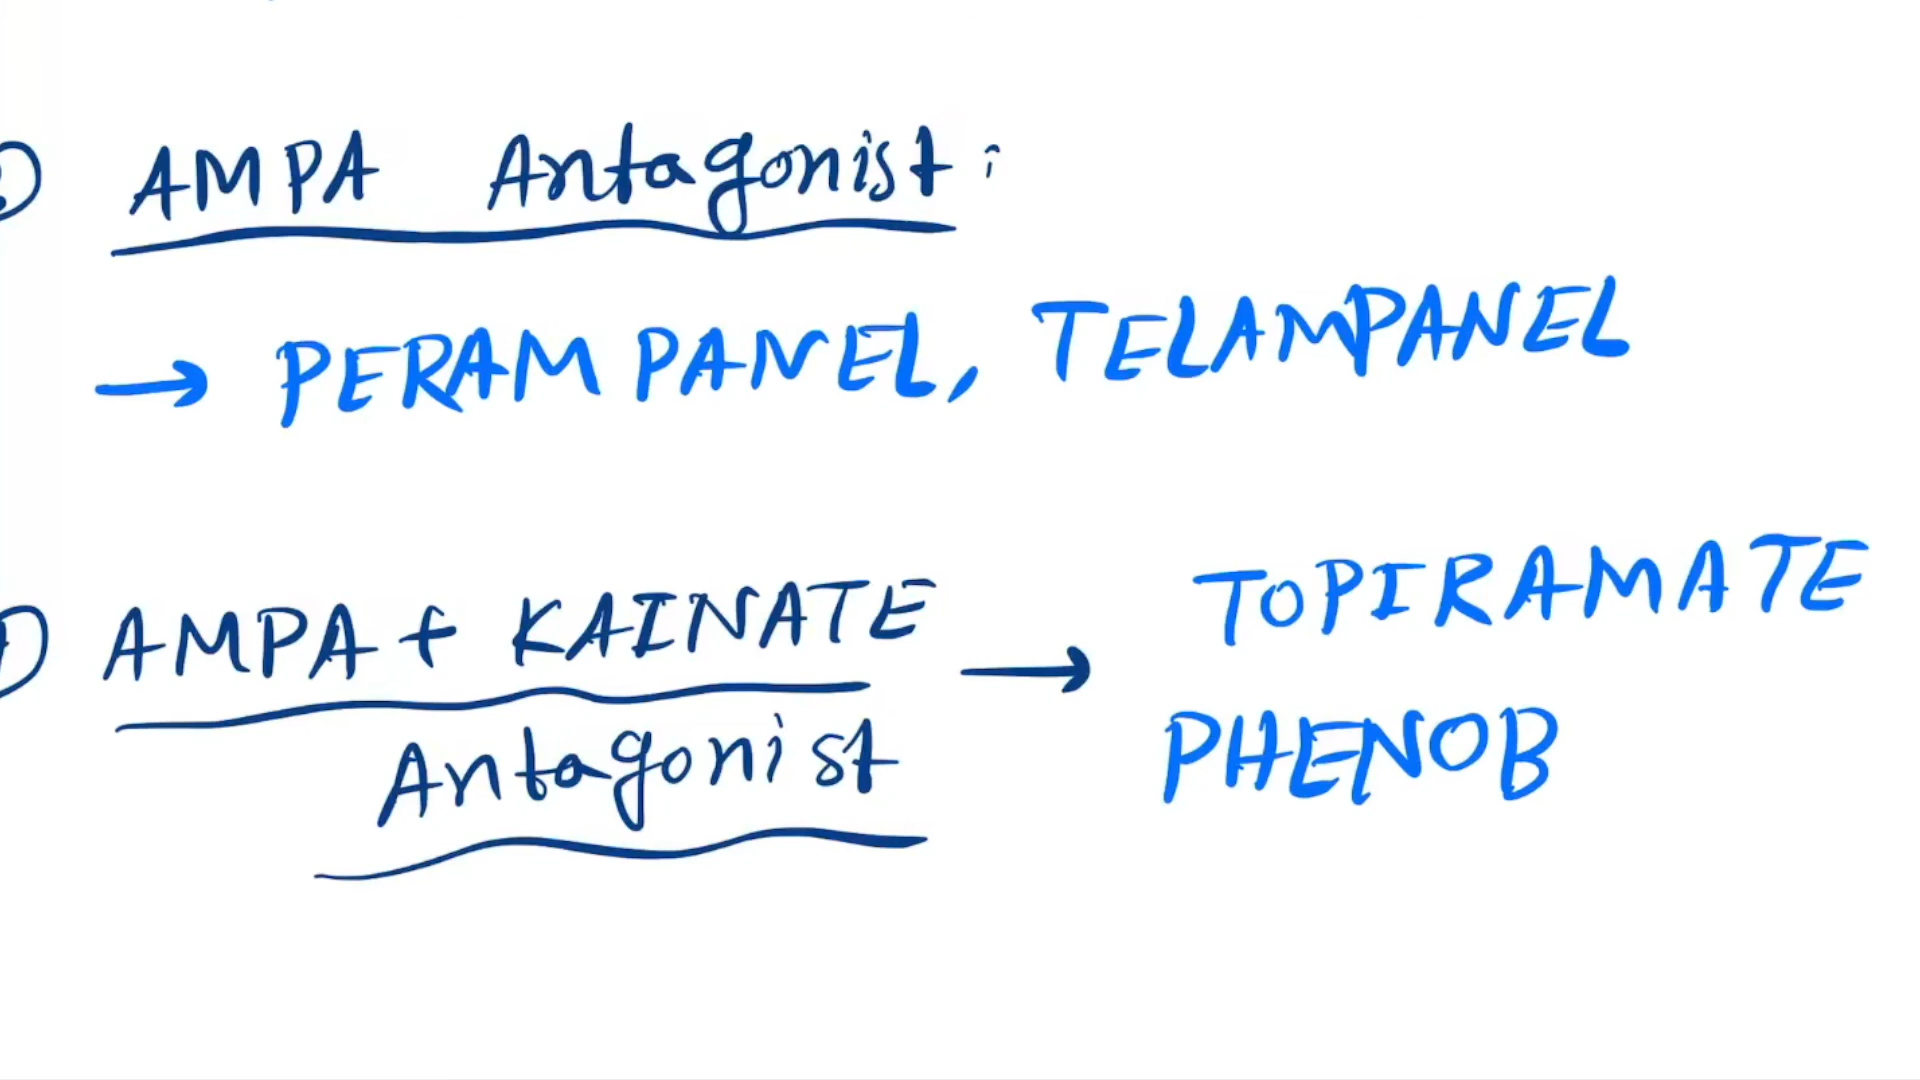 AMPA Antagonist:
→ PERAMPANEL, TELAMPANEL
AMPA + KAINATE → TOPIRAMATE
Antagonist PHENOB